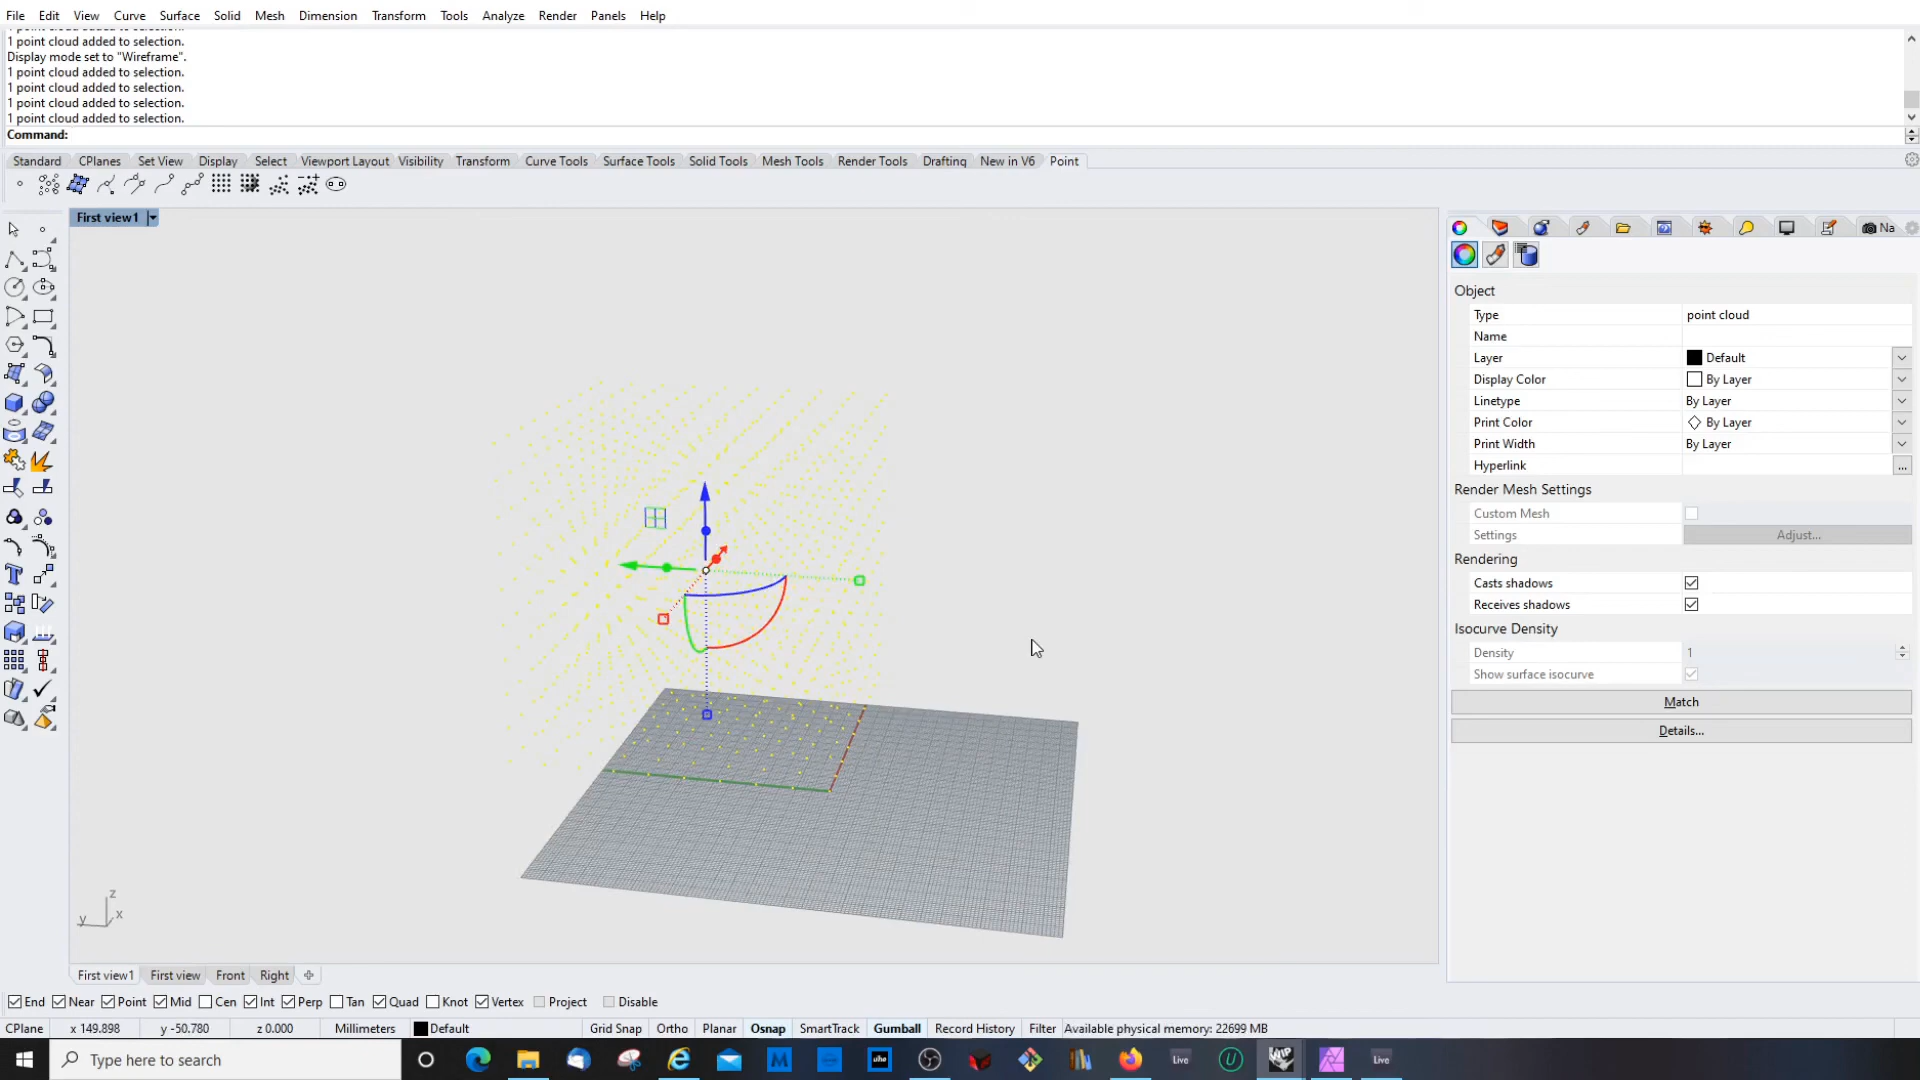 File Edit View Curve Surface Solid Mesh Dimension Transform Tools Analyze Render Panels Help
1 point cloud added to selection.
Display mode set to "Wireframe".
1 point cloud added to selection.
1 point cloud added to selection.
1 point cloud added to selection.
1 point cloud added to selection.
Command:
Standard CPlanes Set View Display Select Viewport Layout Visibility Transform Curve Tools Surface Tools Solid Tools Mesh Tools Render Tools Drafting New in V6 Point
First view1
Na
Object
Type point cloud
Name
Layer Default
Display Color By Layer
Linetype By Layer
Print Color By Layer
Print Width By Layer
Hyperlink ...
Render Mesh Settings
Custom Mesh
Settings Adjust...
Rendering
Casts shadows
Receives shadows
Isocurve Density
Density 1
Show surface isocurve
Match
Details...
z
y x
First view1 First view Front Right
End Near Point Mid Cen Int Perp Tan Quad Knot Vertex Project Disable
CPlane x 149.898 y -50.780 z 0.000 Millimeters Default Grid Snap Ortho Planar Osnap SmartTrack Gumball Record History Filter Available physical memory: 22699 MB
Type here to search uhe Live WIP Live